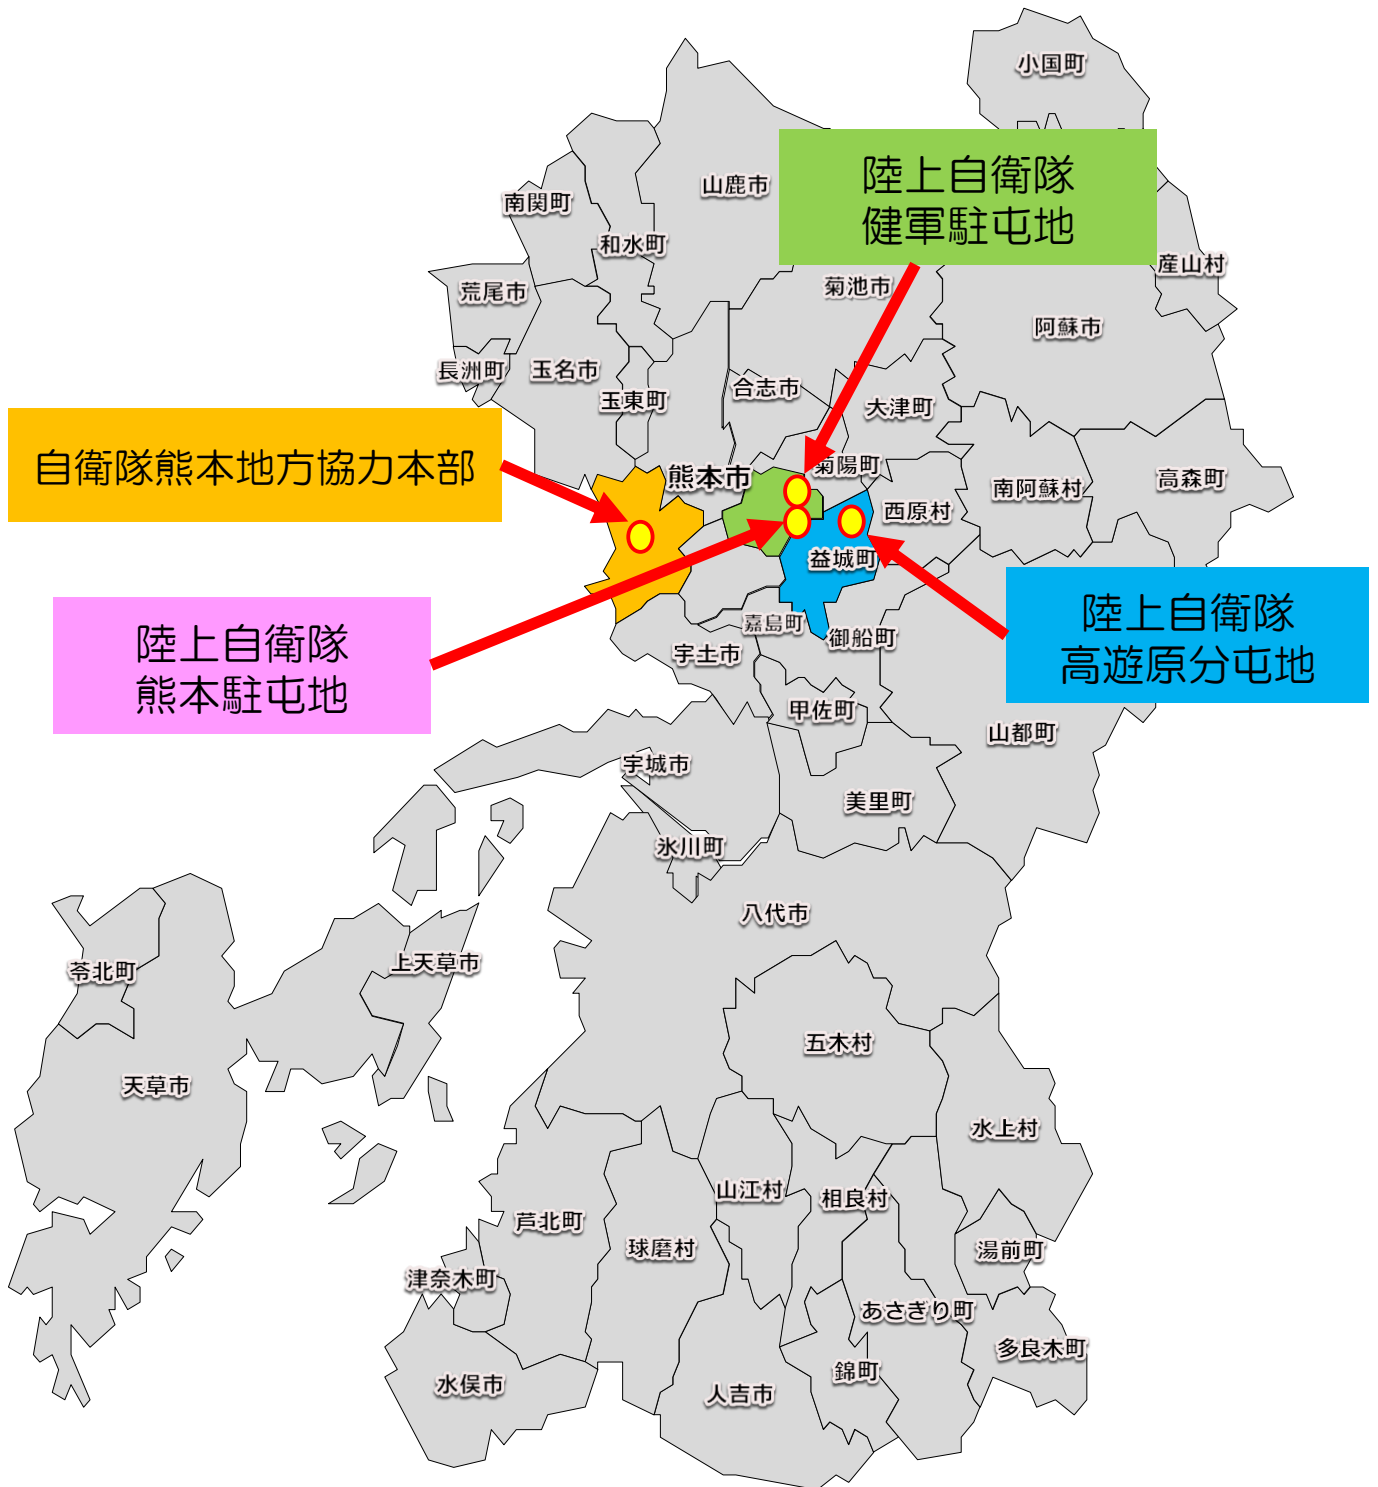 小国町
陸上自衛隊
健軍駐屯地
山鹿市
南関町
和水町
産山村
荒尾市
菊池市
阿蘇市
長洲町
玉名市
玉東町
合志市
大津町
自衛隊熊本地方協力本部
熊本市
菊陽町
西原村
南阿蘇村
高森町
益城町
陸上自衛隊
熊本駐屯地
嘉島町
御船町
陸上自衛隊
高遊原分屯地
宇土市
甲佐町
山都町
宇城市
美里町
氷川町
八代市
苓北町
上天草市
五木村
天草市
水上村
山江村
相良村
芦北町
球磨村
湯前町
津奈木町
あさぎり町
多良木町
水俣市
人吉市
錦町